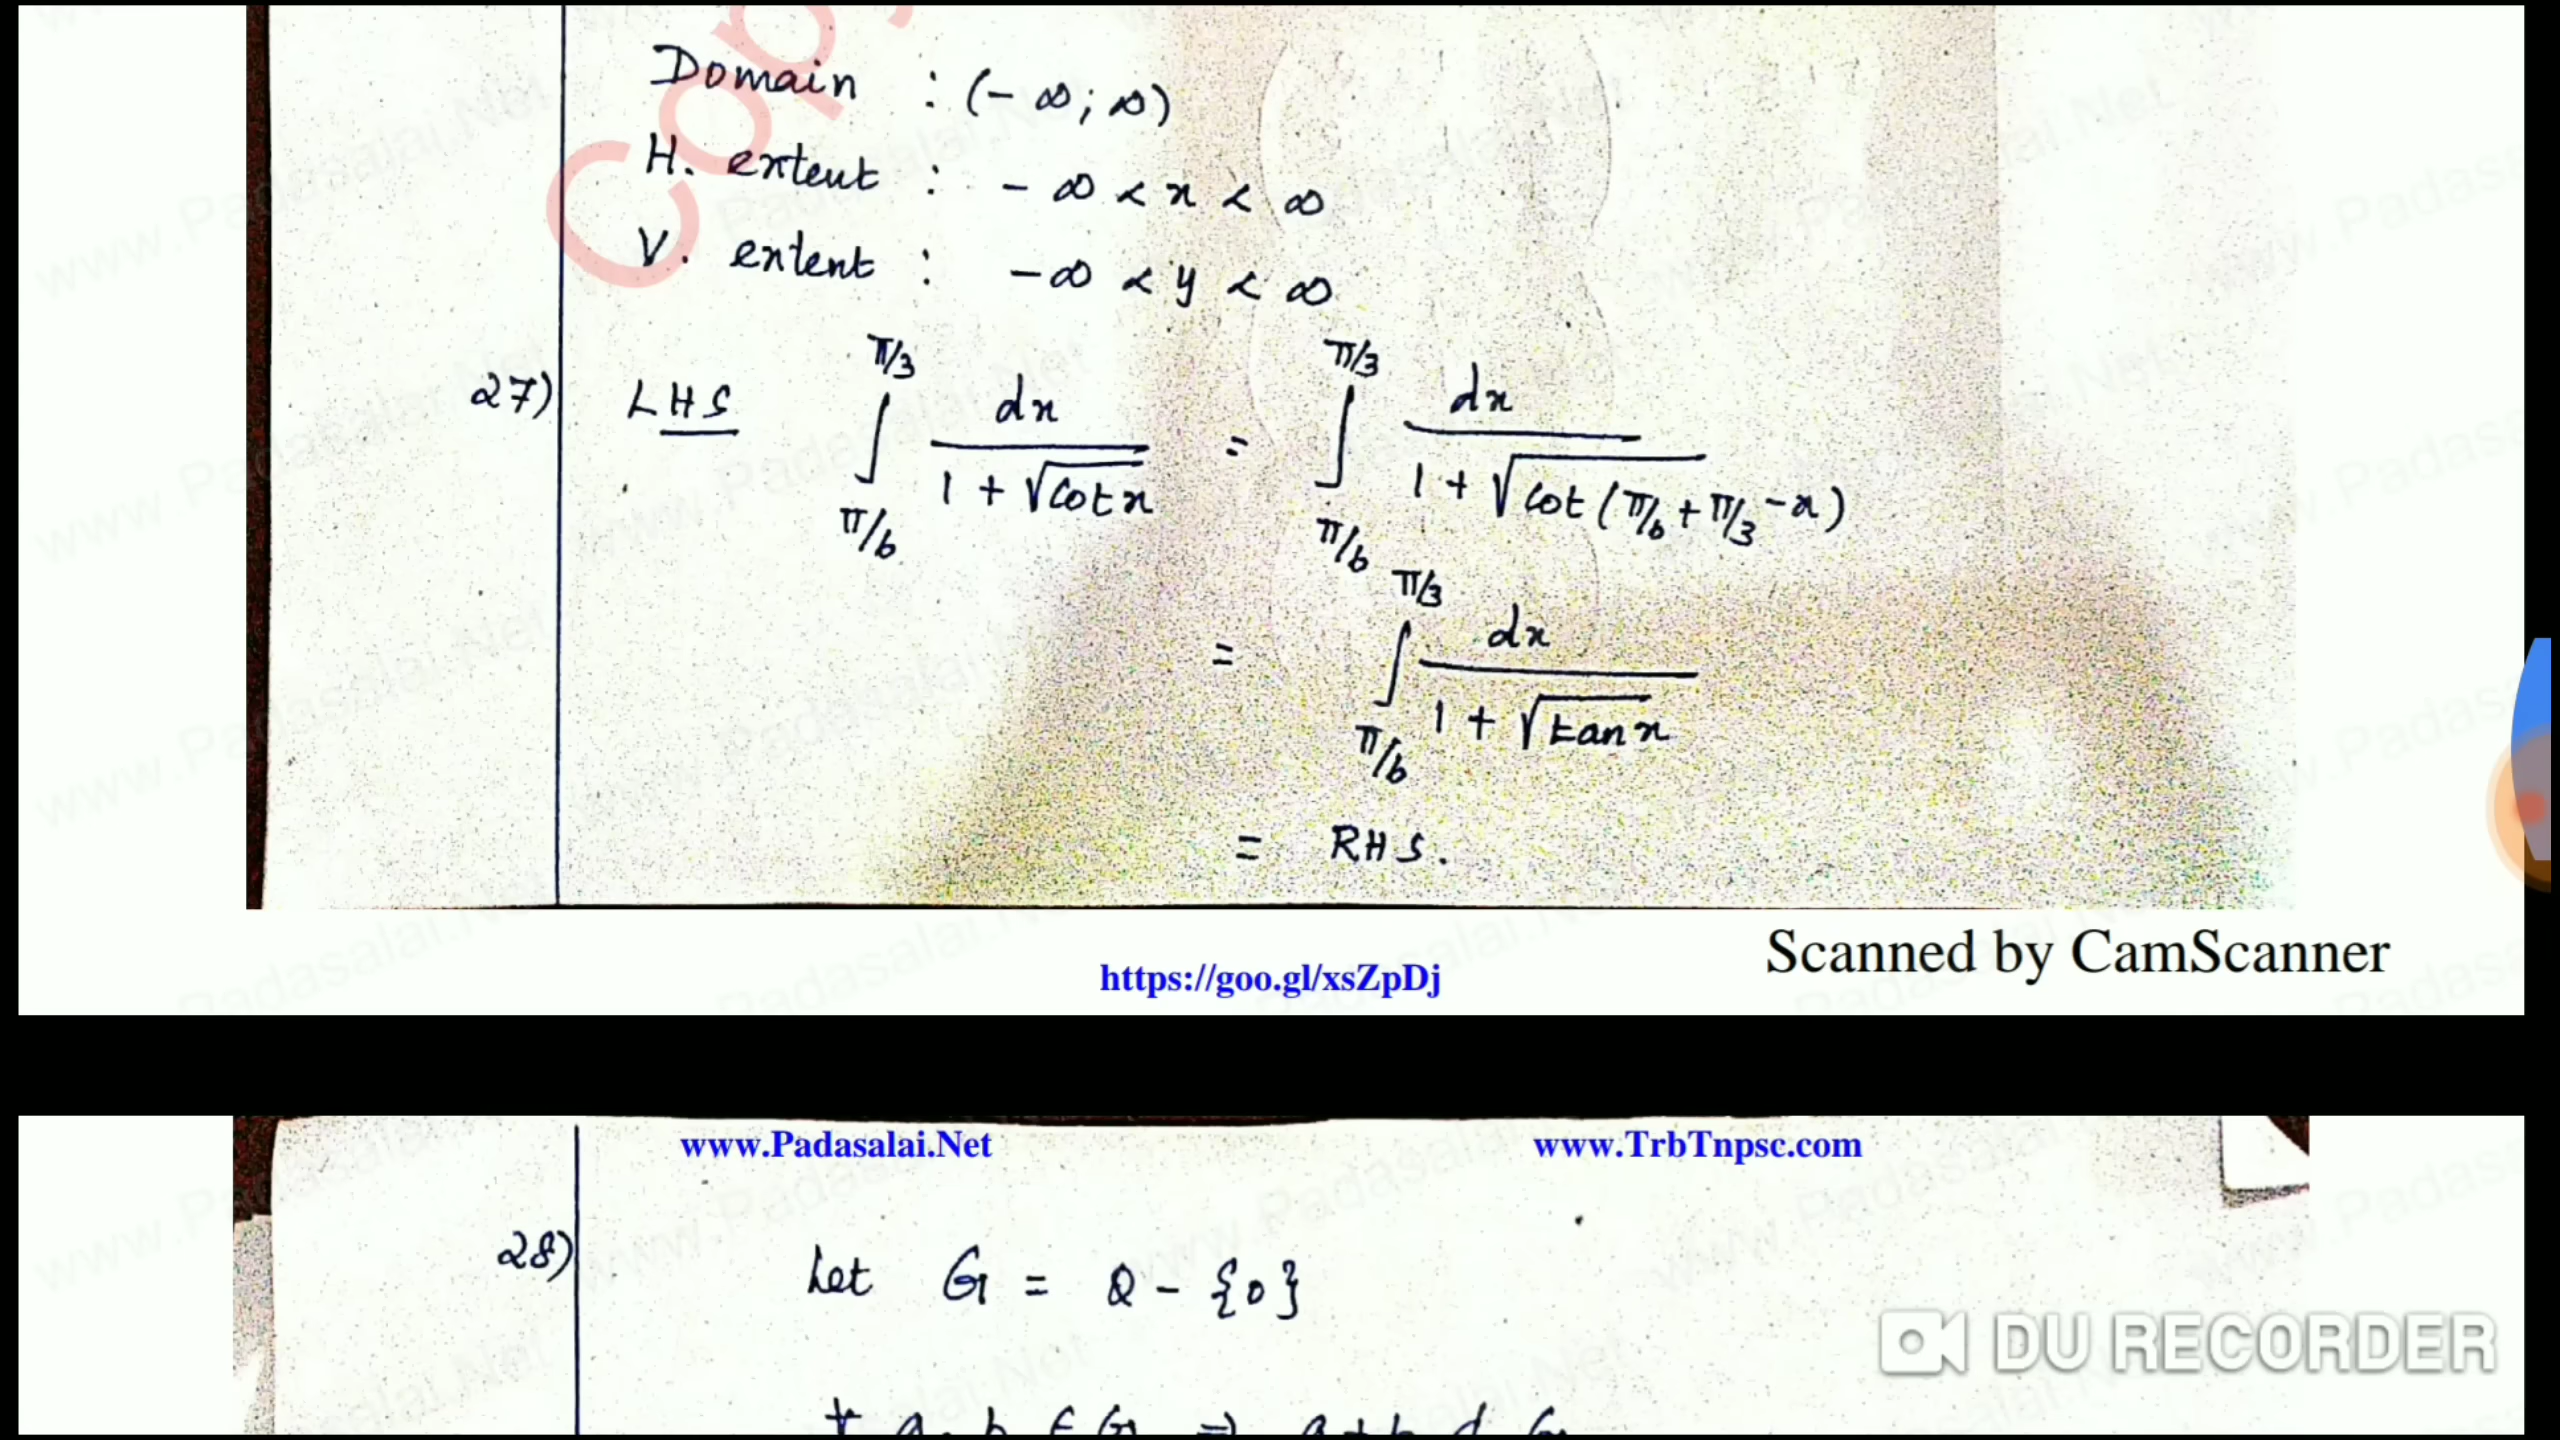 Domain : (-∞; ∞)
H. extent : -∞ < x < ∞
V. extent : -∞ < y < ∞
27) LHS ∫_{π/6}^{π/3} dx / (1 + √cot x) = ∫_{π/6}^{π/3} dx / (1 + √cot (π/6 + π/3 - x))
= ∫_{π/6}^{π/3} dx / (1 + √tan x)
= RHS.
Scanned by CamScanner
https://goo.gl/xsZpDj
www.Padasalai.Net www.TrbTnpsc.com
28) Let G = Q - {0}
DU RECORDER